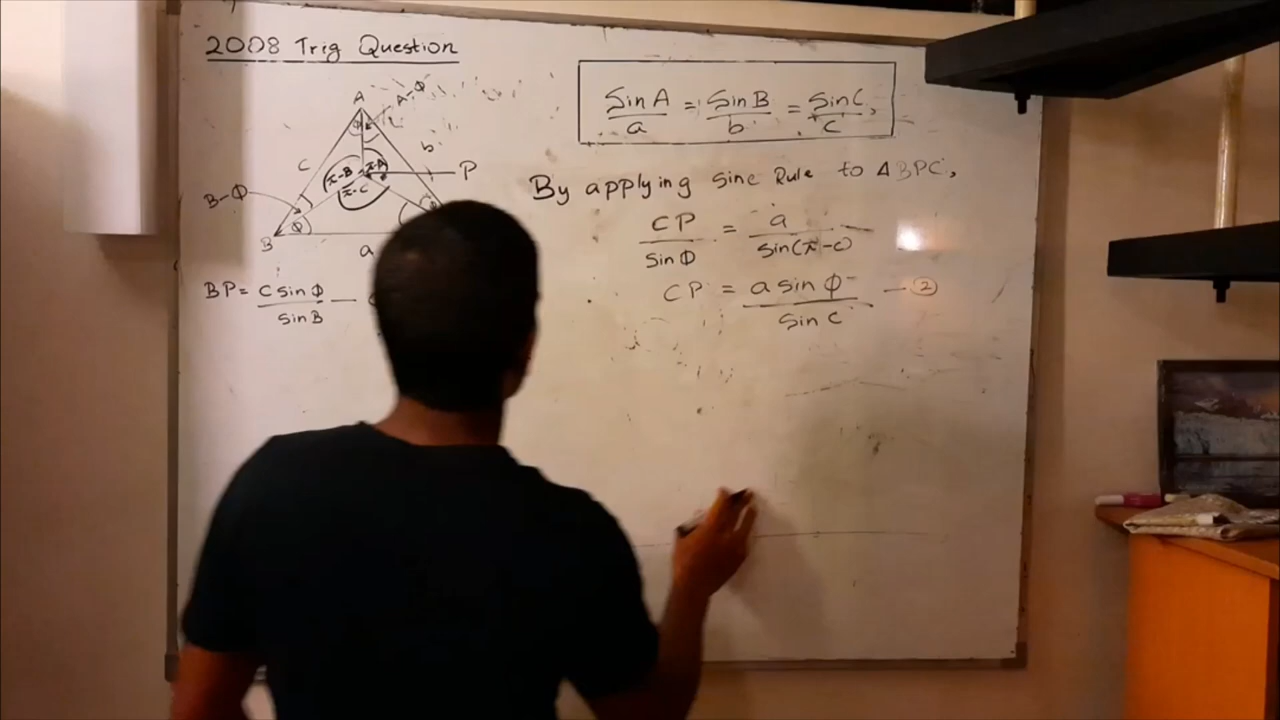 2008 Trig Question
A
A-Φ
Φ
c
b
π-B
π-A
π-C
P
B-Φ
B
Φ
a
BP = c sin Φ
sin B
Sin A = Sin B = Sin C,
a b c
By applying Sine Rule to Δ BPC,
CP = a
Sin Φ sin(π-c)
CP = a sin Φ — ②
Sin C